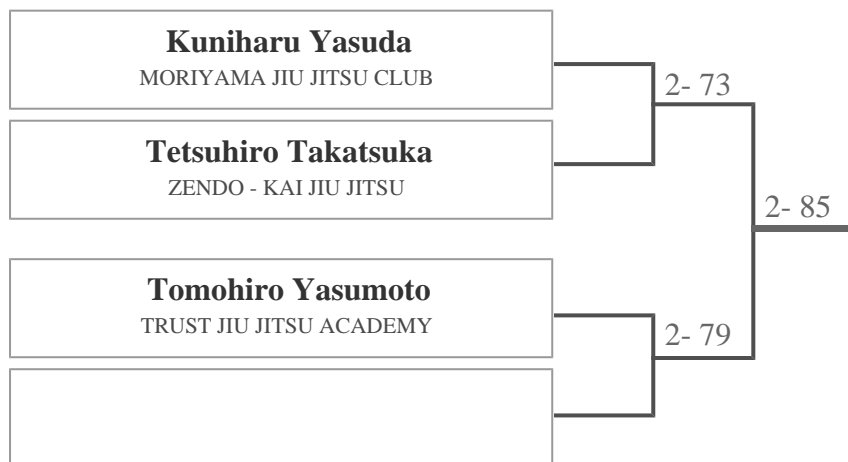 Kuniharu Yasuda
MORIYAMA JIU JITSU CLUB
2- 73
Tetsuhiro Takatsuka
ZENDO - KAI JIU JITSU
2- 85
Tomohiro Yasumoto
TRUST JIU JITSU ACADEMY
2- 79